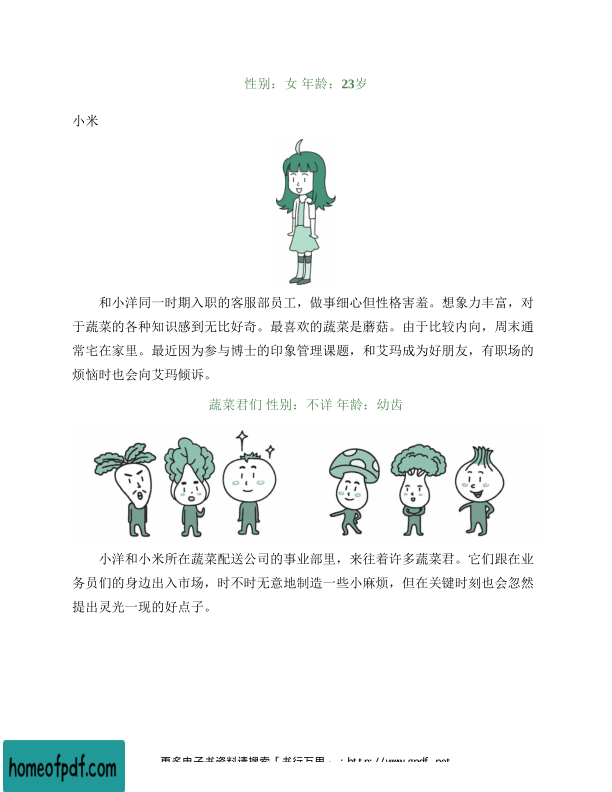 性别：女 年龄：23岁
小米
和小洋同一时期入职的客服部员工，做事细心但性格害羞。想象力丰富，对
于蔬菜的各种知识感到无比好奇。最喜欢的蔬菜是蘑菇。由于比较内向，周末通
常宅在家里。最近因为参与博士的印象管理课题，和艾玛成为好朋友，有职场的
烦恼时也会向艾玛倾诉。
蔬菜君们 性别：不详 年龄：幼齿
小洋和小米所在蔬菜配送公司的事业部里，来往着许多蔬菜君。它们跟在业
务员们的身边出入市场，时不时无意地制造一些小麻烦，但在关键时刻也会忽然
提出灵光一现的好点子。
更多电子书资料请搜索「书行万里」：http://www.gpdf.net
homeofpdf.com